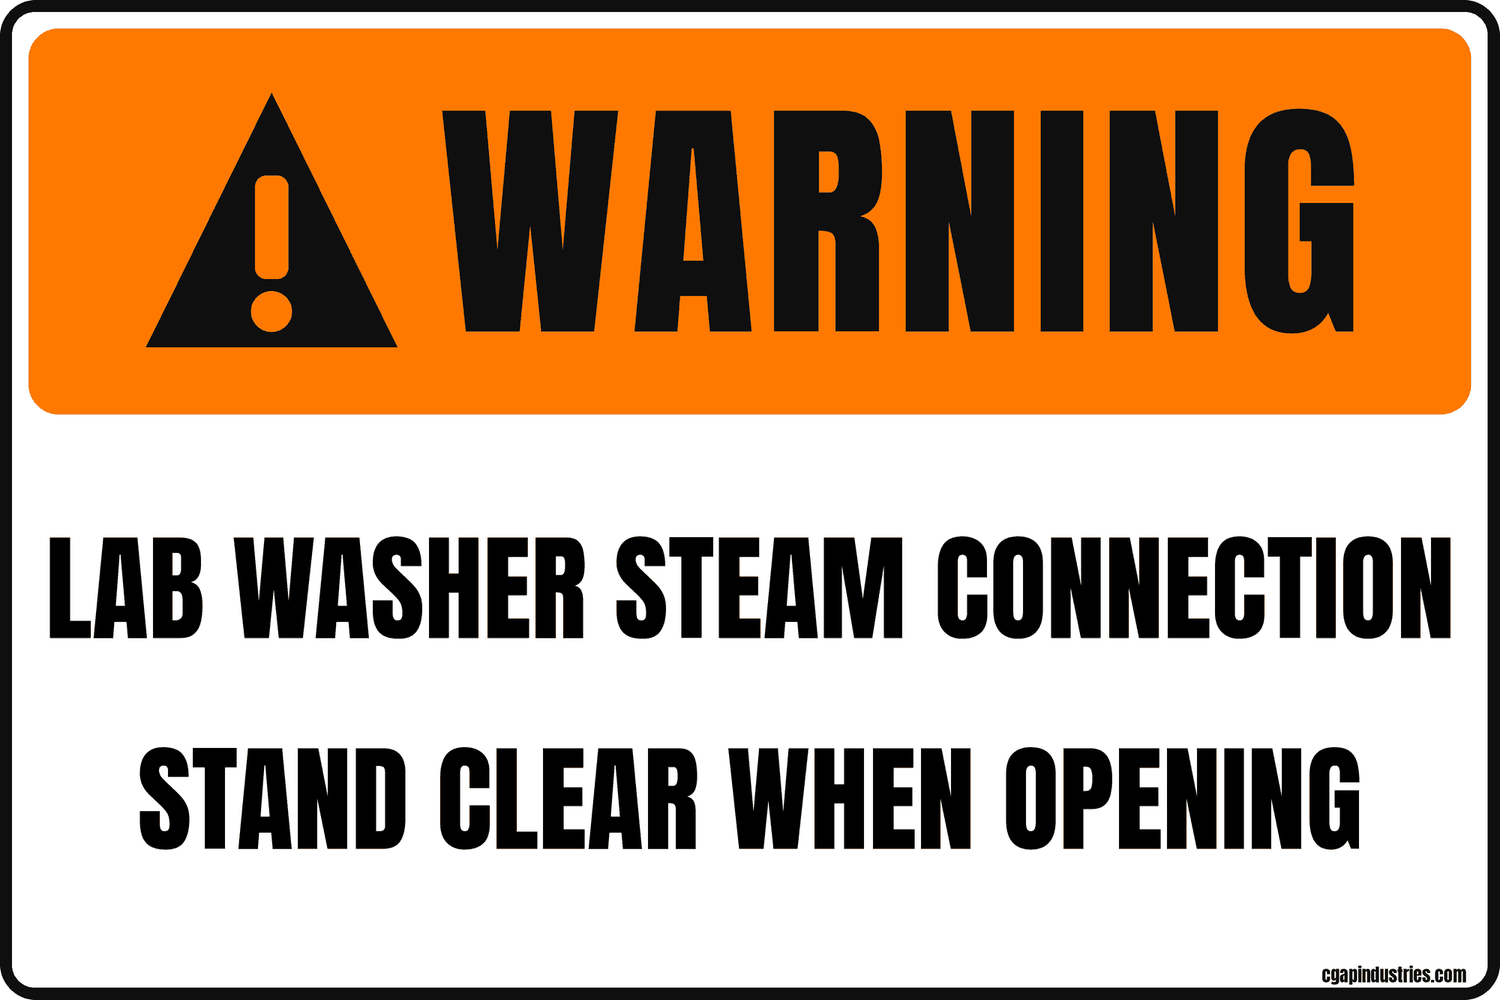 WARNING
LAB WASHER STEAM CONNECTION
STAND CLEAR WHEN OPENING
cgapindustries.com